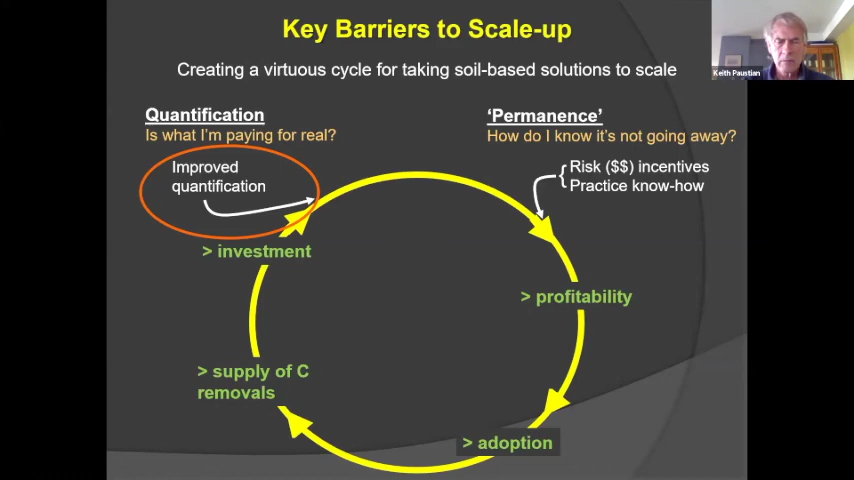 Key Barriers to Scale-up
Keith Paustian
Creating a virtuous cycle for taking soil-based solutions to scale
Quantification
Is what I'm paying for real?
Improved
quantification
'Permanence'
How do I know it's not going away?
Risk ($$) incentives
Practice know-how
> investment
> profitability
> supply of C
removals
> adoption